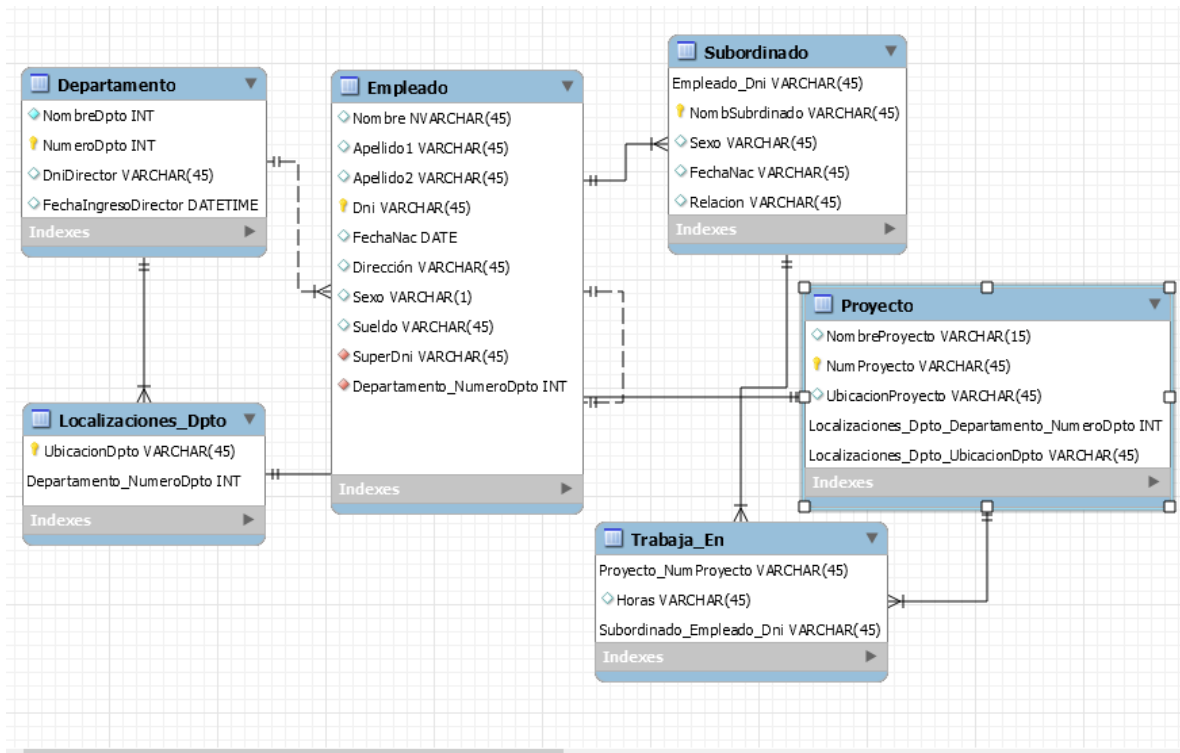 Departamento
NombreDpto INT
NumeroDpto INT
DniDirector VARCHAR(45)
FechaIngresoDirector DATETIME
Indexes
Empleado
Nombre NVARCHAR(45)
Apellido1 VARCHAR(45)
Apellido2 VARCHAR(45)
Dni VARCHAR(45)
FechaNac DATE
Dirección VARCHAR(45)
Sexo VARCHAR(1)
Sueldo VARCHAR(45)
SuperDni VARCHAR(45)
Departamento_NumeroDpto INT
Indexes
Subordinado
Empleado_Dni VARCHAR(45)
NombSubrdinado VARCHAR(45)
Sexo VARCHAR(45)
FechaNac VARCHAR(45)
Relacion VARCHAR(45)
Indexes
Localizaciones_Dpto
UbicacionDpto VARCHAR(45)
Departamento_NumeroDpto INT
Indexes
Proyecto
NombreProyecto VARCHAR(15)
NumProyecto VARCHAR(45)
UbicacionProyecto VARCHAR(45)
Localizaciones_Dpto_Departamento_NumeroDpto INT
Localizaciones_Dpto_UbicacionDpto VARCHAR(45)
Indexes
Trabaja_En
Proyecto_NumProyecto VARCHAR(45)
Horas VARCHAR(45)
Subordinado_Empleado_Dni VARCHAR(45)
Indexes